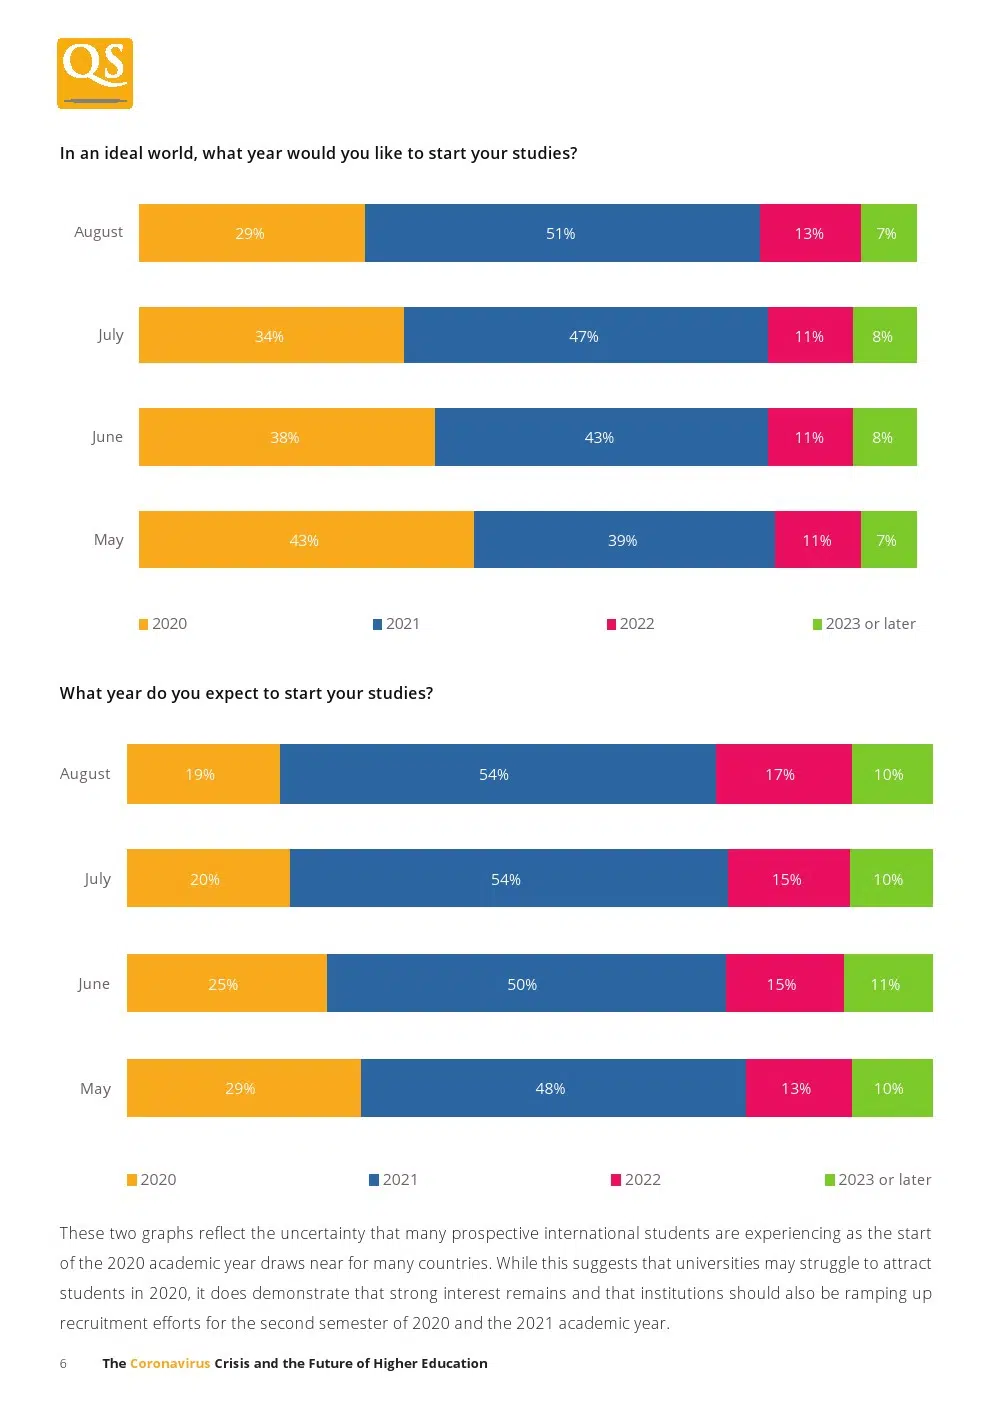 QS
In an ideal world, what year would you like to start your studies?
August 29% 51% 13% 7%
July 34% 47% 11% 8%
June 38% 43% 11% 8%
May 43% 39% 11% 7%
2020 2021 2022 2023 or later
What year do you expect to start your studies?
August 19% 54% 17% 10%
July 20% 54% 15% 10%
June 25% 50% 15% 11%
May 29% 48% 13% 10%
2020 2021 2022 2023 or later
These two graphs reflect the uncertainty that many prospective international students are experiencing as the start
of the 2020 academic year draws near for many countries. While this suggests that universities may struggle to attract
students in 2020, it does demonstrate that strong interest remains and that institutions should also be ramping up
recruitment efforts for the second semester of 2020 and the 2021 academic year.
6 The Coronavirus Crisis and the Future of Higher Education